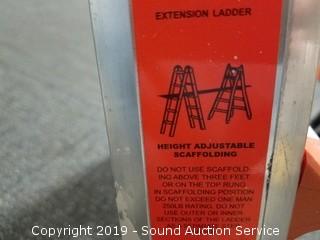 EXTENSION LADDER
HEIGHT ADJUSTABLE
SCAFFOLDING
DO NOT USE SCAFFOLD-
ING ABOVE THREE FEET
OR ON THE TOP RUNG
IN SCAFFOLDING POSITION
DO NOT EXCEED ONE MAN
250LB RATING. DO NOT
USE OUTER OR INNER
SECTIONS OF THE LADDER
Copyright 2019 - Sound Auction Service